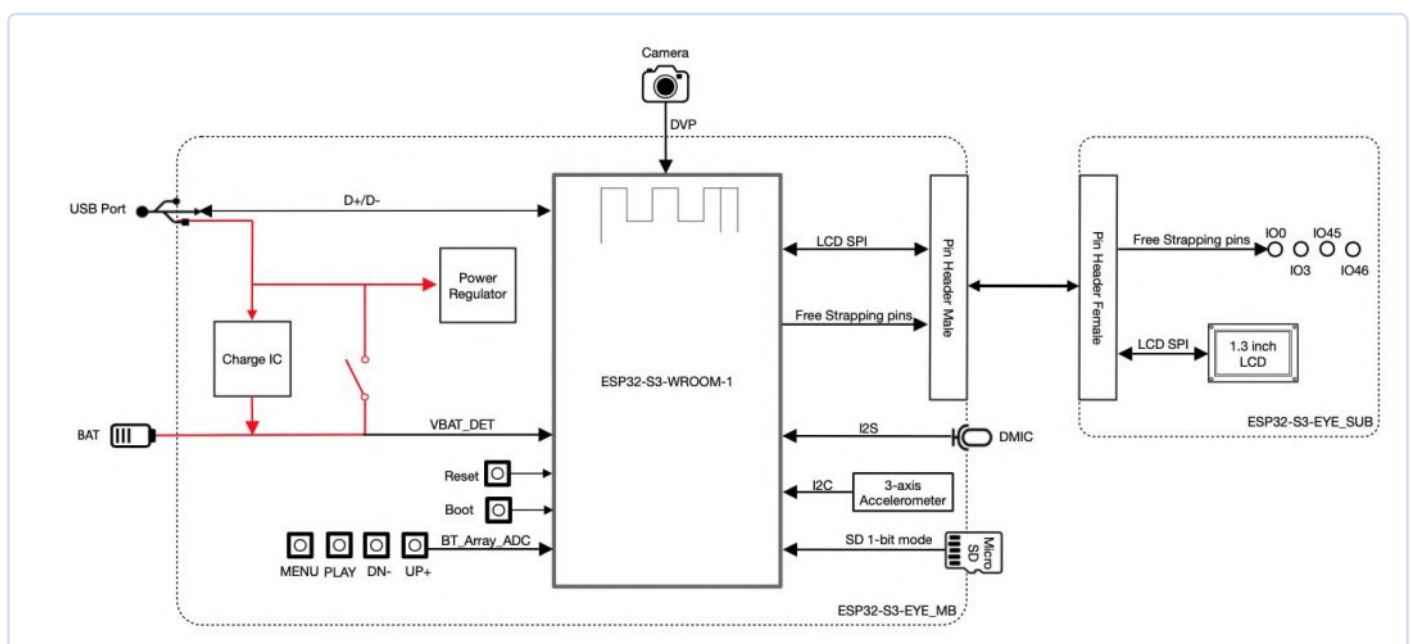 Camera
DVP
USB Port
D+/D-
Power
Regulator
Charge IC
BAT
VBAT_DET
Reset
Boot
BT_Array_ADC
MENU PLAY DN- UP+
ESP32-S3-WROOM-1
LCD SPI
Free Strapping pins
Pin Header Male
I2S
DMIC
I2C
3-axis
Accelerometer
SD 1-bit mode
Micro
SD
ESP32-S3-EYE_MB
Pin Header Female
Free Strapping pins
IO0 IO45
IO3 IO46
LCD SPI
1.3 inch
LCD
ESP32-S3-EYE_SUB